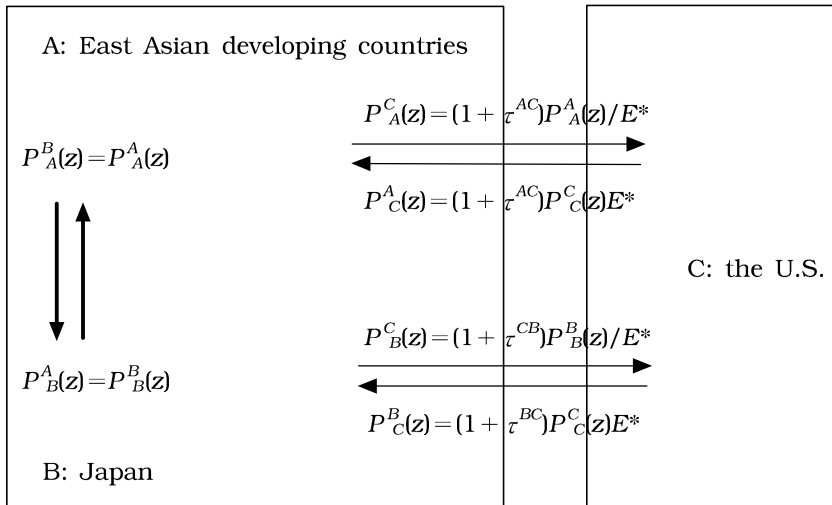 A: East Asian developing countries
P^C_A(z)=(1+ τ^{AC})P^A_A(z)/E*
P^B_A(z)=P^A_A(z)
P^A_C(z)=(1+ τ^{AC})P^C_C(z)E*
C: the U.S.
P^C_B(z)=(1+ τ^{CB})P^B_B(z)/E*
P^A_B(z)=P^B_B(z)
P^B_C(z)=(1+ τ^{BC})P^C_C(z)E*
B: Japan